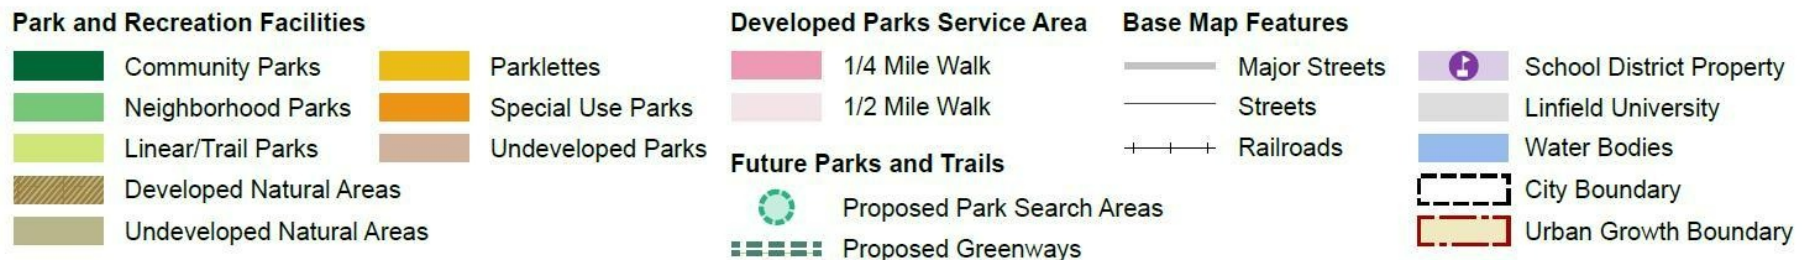 Park and Recreation Facilities
Community Parks
Neighborhood Parks
Linear/Trail Parks
Developed Natural Areas
Undeveloped Natural Areas
Parklettes
Special Use Parks
Undeveloped Parks
Developed Parks Service Area
1/4 Mile Walk
1/2 Mile Walk
Future Parks and Trails
Proposed Park Search Areas
Proposed Greenways
Base Map Features
Major Streets
Streets
Railroads
School District Property
Linfield University
Water Bodies
City Boundary
Urban Growth Boundary